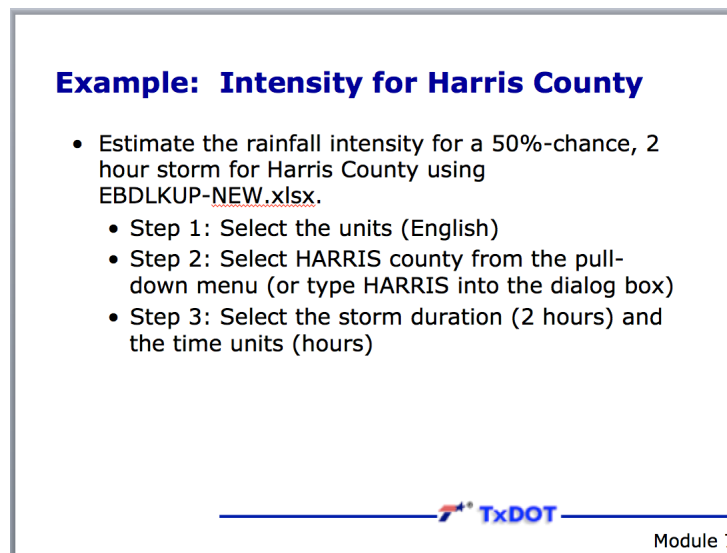 Example: Intensity for Harris County
• Estimate the rainfall intensity for a 50%-chance, 2
hour storm for Harris County using
EBDLKUP-NEW.xlsx.
• Step 1: Select the units (English)
• Step 2: Select HARRIS county from the pull-
down menu (or type HARRIS into the dialog box)
• Step 3: Select the storm duration (2 hours) and
the time units (hours)
TxDOT
Module